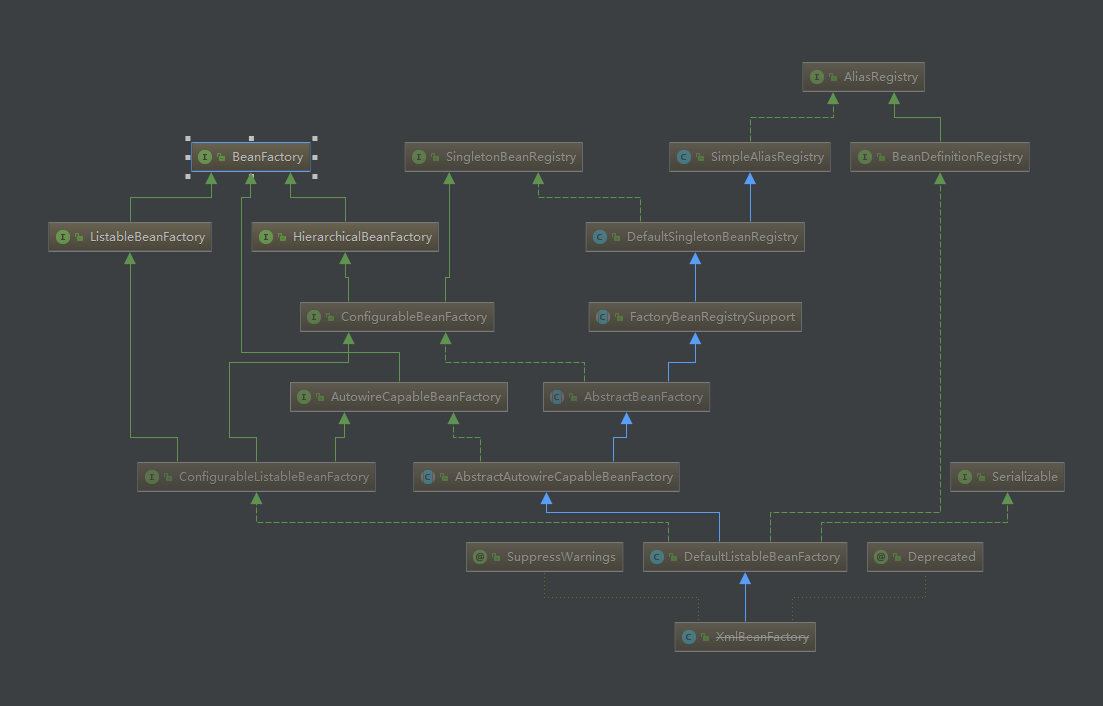 AliasRegistry
BeanFactory
SingletonBeanRegistry
SimpleAliasRegistry
BeanDefinitionRegistry
ListableBeanFactory
HierarchicalBeanFactory
DefaultSingletonBeanRegistry
ConfigurableBeanFactory
FactoryBeanRegistrySupport
AutowireCapableBeanFactory
AbstractBeanFactory
ConfigurableListableBeanFactory
AbstractAutowireCapableBeanFactory
Serializable
SuppressWarnings
DefaultListableBeanFactory
Deprecated
XmlBeanFactory